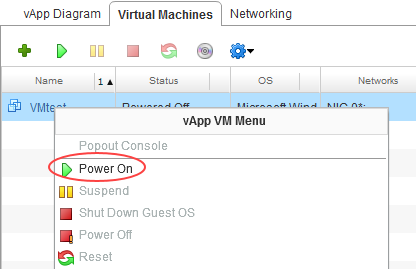 vApp Diagram Virtual Machines Networking
Name 1 ▲ Status OS Networks
VMtest Powered Off Microsoft Wind NIC 0*:
vApp VM Menu
Popout Console
Power On
Suspend
Shut Down Guest OS
Power Off
Reset